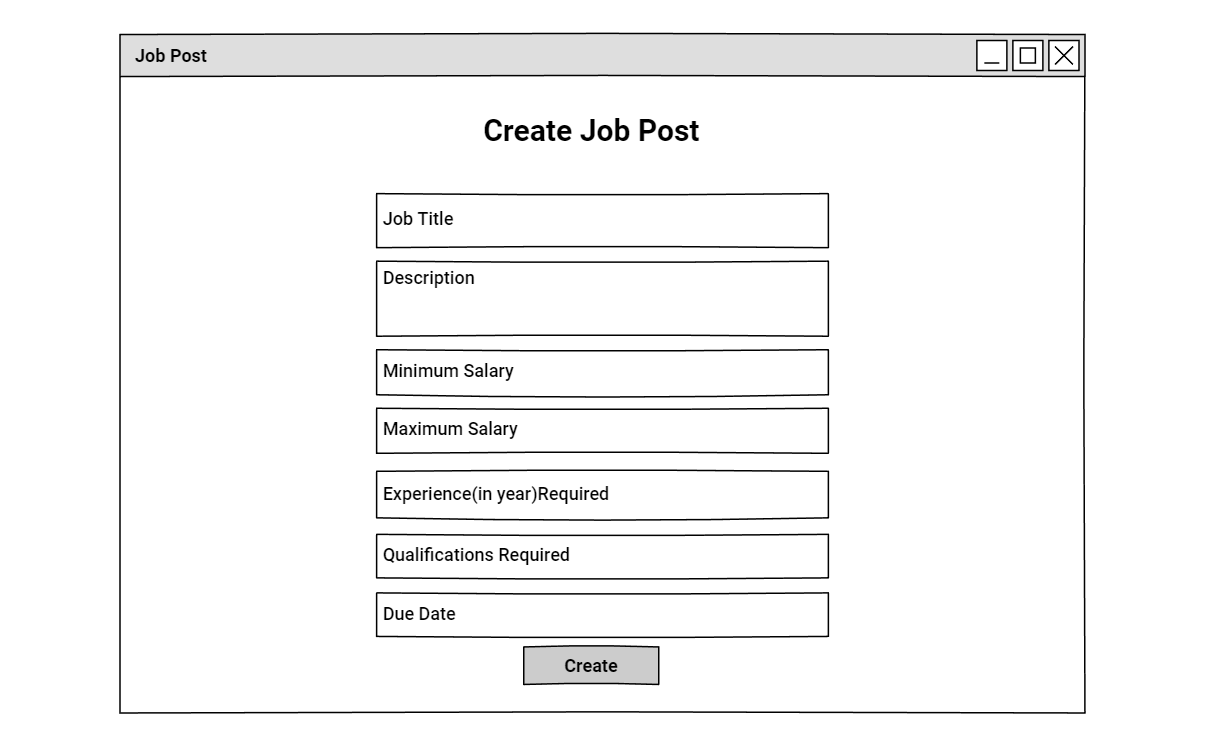 Job Post
Create Job Post
Job Title
Description
Minimum Salary
Maximum Salary
Experience(in year)Required
Qualifications Required
Due Date
Create